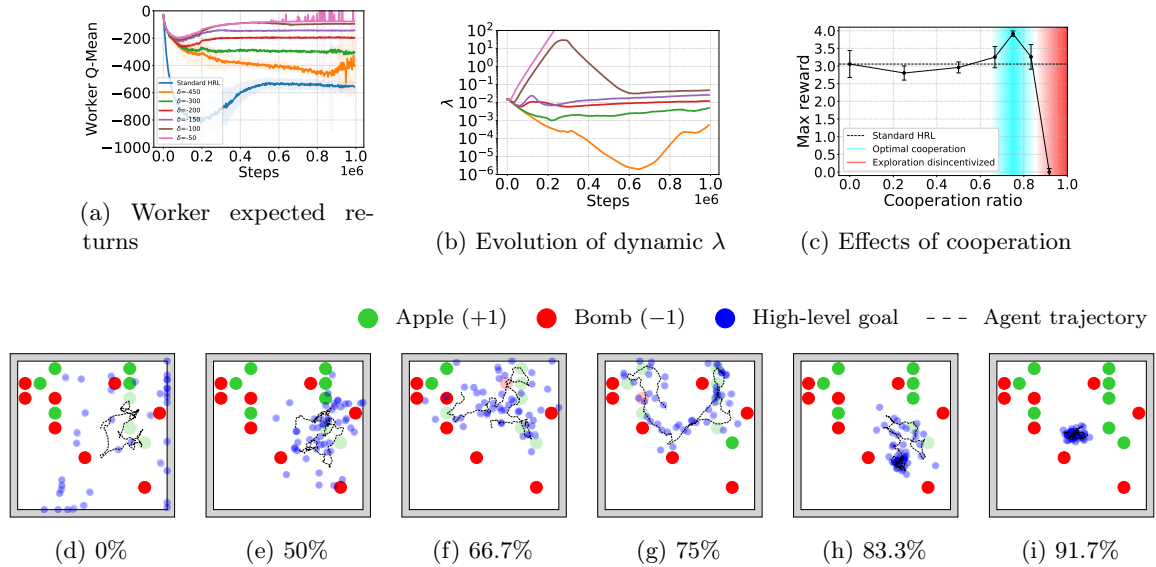 0
−200
−400
−600
−800
−1000
Worker Q-Mean
Standard HRL
δ=-450
δ=-300
δ=-200
δ=-150
δ=-100
δ=-50
0.0 0.2 0.4 0.6 0.8 1.0
Steps 1e6
(a) Worker expected re-
turns
10²
10¹
10⁰
10⁻¹
10⁻²
10⁻³
10⁻⁴
10⁻⁵
10⁻⁶
λ
0.0 0.2 0.4 0.6 0.8 1.0
Steps 1e6
(b) Evolution of dynamic λ
4.0
3.5
3.0
2.5
2.0
1.5
1.0
0.5
0.0
Max reward
Standard HRL
Optimal cooperation
Exploration disincentivized
0.0 0.2 0.4 0.6 0.8 1.0
Cooperation ratio
(c) Effects of cooperation
Apple (+1) Bomb (−1) High-level goal Agent trajectory
(d) 0% (e) 50% (f) 66.7% (g) 75% (h) 83.3% (i) 91.7%